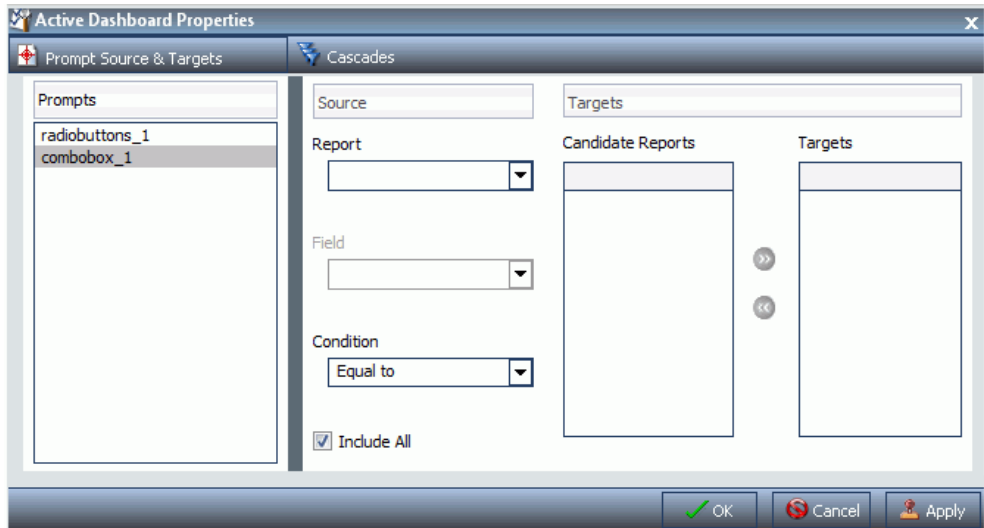 Active Dashboard Properties
x
Prompt Source & Targets
Cascades
Prompts
radiobuttons_1
combobox_1
Source
Report
Field
Condition
Equal to
Include All
Targets
Candidate Reports
Targets
OK
Cancel
Apply